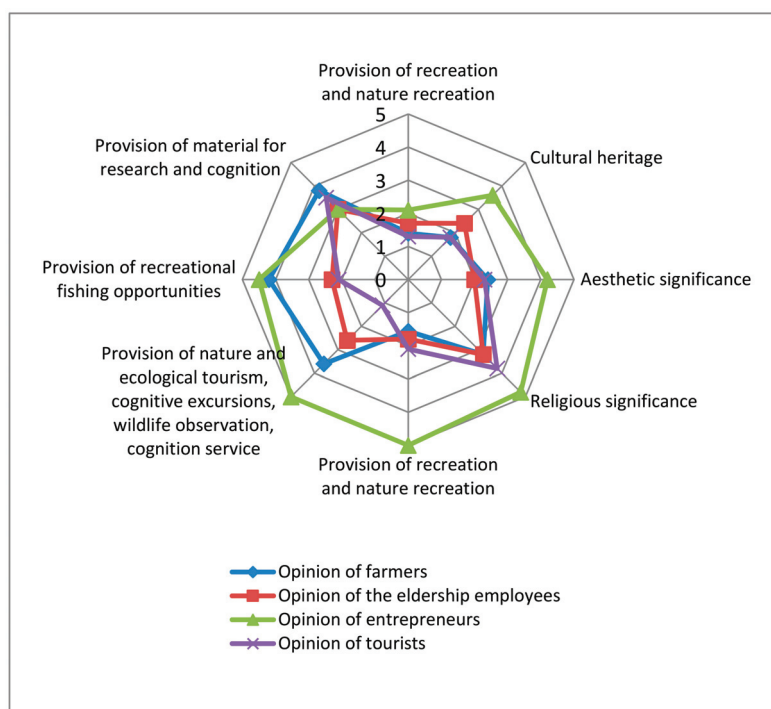 Provision of recreation
and nature recreation
Cultural heritage
Aesthetic significance
Religious significance
Provision of recreation
and nature recreation
Provision of nature and
ecological tourism,
cognitive excursions,
wildlife observation,
cognition service
Provision of recreational
fishing opportunities
Provision of material for
research and cognition
5
4
3
2
1
0
Opinion of farmers
Opinion of the eldership employees
Opinion of entrepreneurs
Opinion of tourists